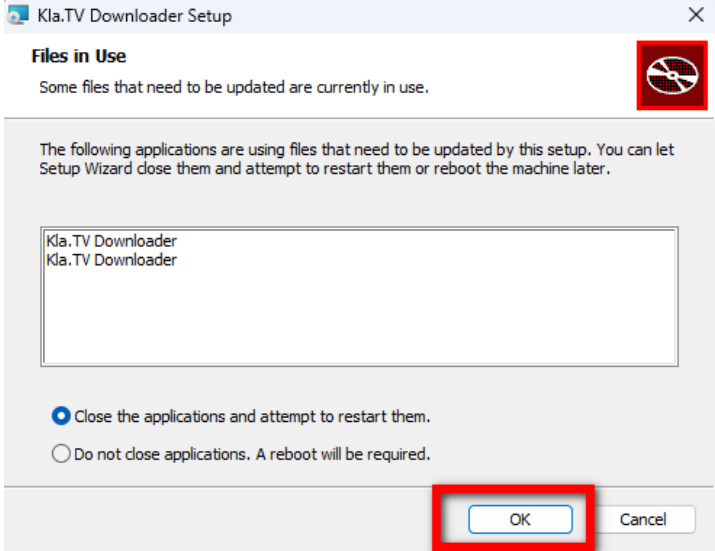 Kla.TV Downloader Setup
Files in Use
Some files that need to be updated are currently in use.
The following applications are using files that need to be updated by this setup. You can let
Setup Wizard close them and attempt to restart them or reboot the machine later.
Kla.TV Downloader
Kla.TV Downloader
Close the applications and attempt to restart them.
Do not close applications. A reboot will be required.
OK
Cancel